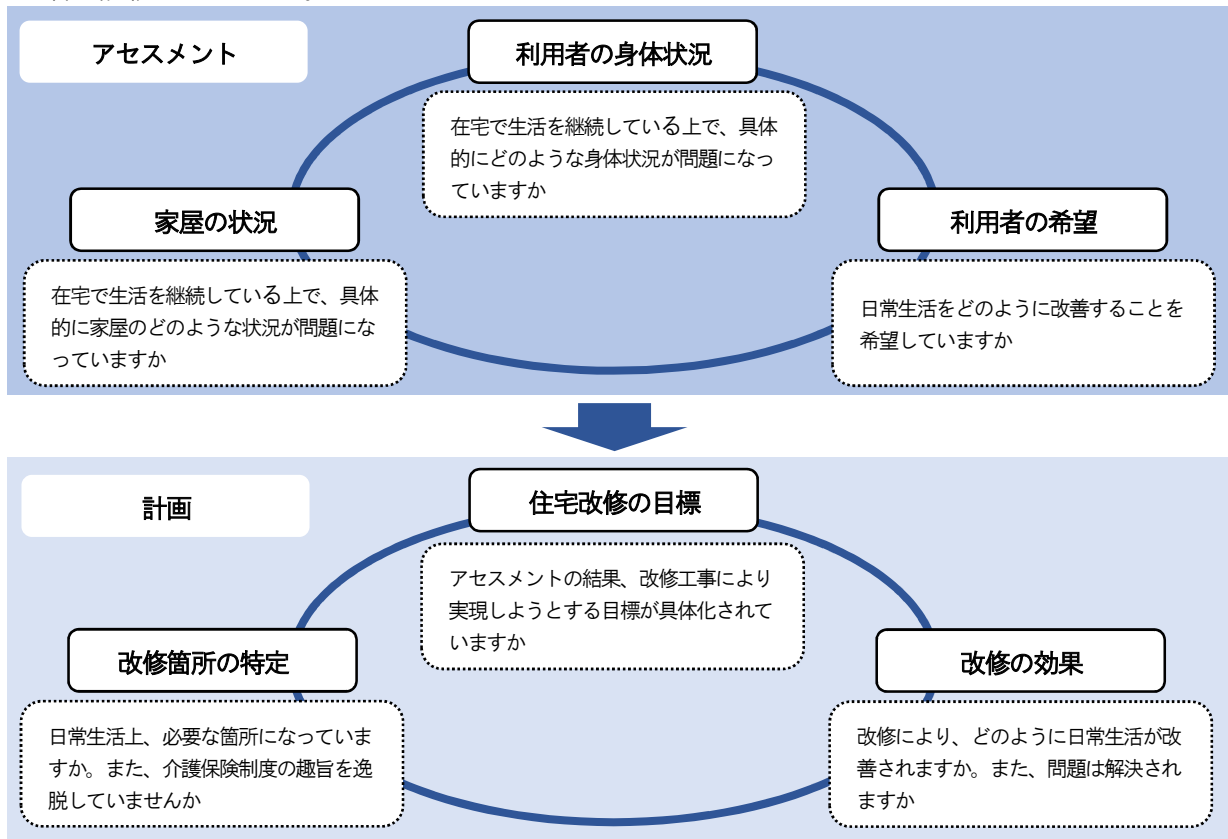 アセスメント
利用者の身体状況
在宅で生活を継続している上で、具体
的にどのような身体状況が問題になっ
ていますか
家屋の状況
在宅で生活を継続している上で、具体
的に家屋のどのような状況が問題にな
っていますか
利用者の希望
日常生活をどのように改善することを
希望していますか
計画
住宅改修の目標
アセスメントの結果、改修工事により
実現しようとする目標が具体化されて
いますか
改修箇所の特定
日常生活上、必要な箇所になっていま
すか。また、介護保険制度の趣旨を逸
脱していませんか
改修の効果
改修により、どのように日常生活が改
善されますか。また、問題は解決され
ますか